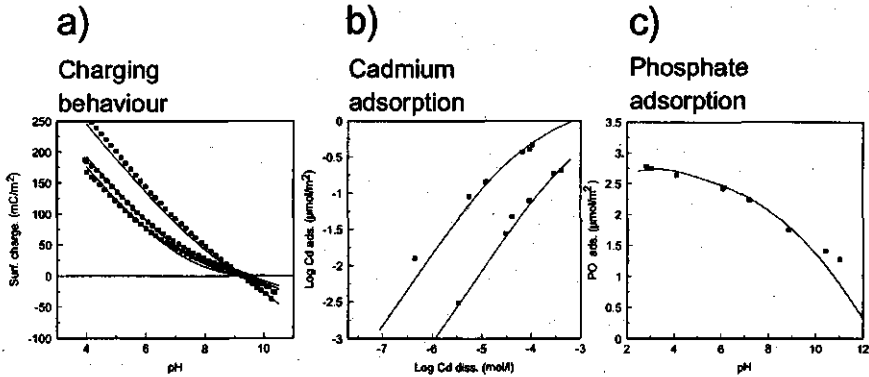 a)
Charging
behaviour
Surf. charge. (mC/m²)
250
200
150
100
50
0
-50
-100
4
6
8
10
pH
b)
Cadmium
adsorption
Log Cd ads. (μmol/m²)
0
-0.5
-1
-1.5
-2
-2.5
-3
-7
-6
-5
-4
-3
Log Cd diss. (mol/l)
c)
Phosphate
adsorption
PO ads. (μmol/m²)
3.5
3
2.5
2
1.5
1
0.5
0
2
4
6
8
10
12
pH